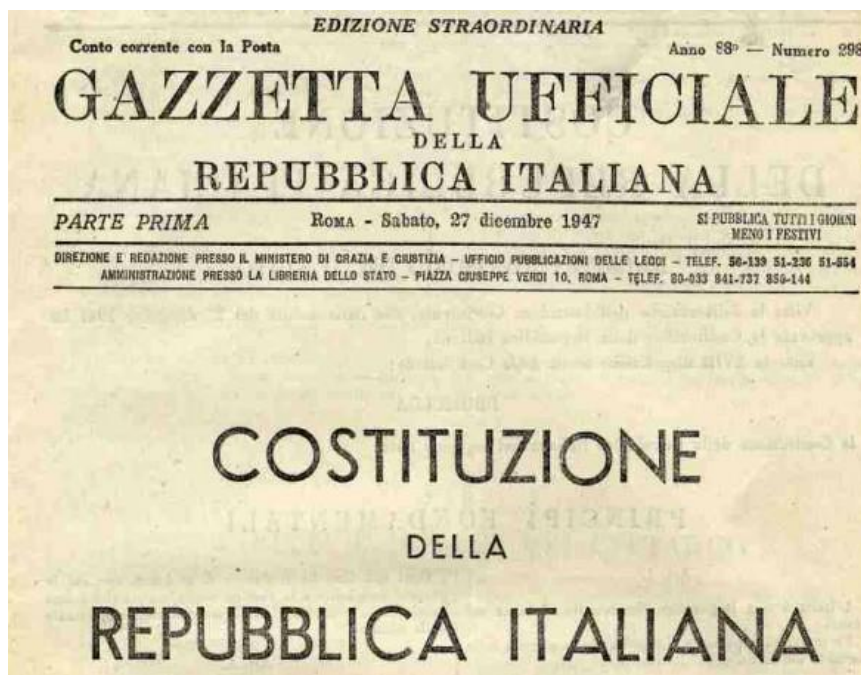 EDIZIONE STRAORDINARIA
Conto corrente con la Posta
Anno 88º — Numero 298
GAZZETTA UFFICIALE
DELLA
REPUBBLICA ITALIANA
PARTE PRIMA
ROMA - Sabato, 27 dicembre 1947
SI PUBBLICA TUTTI I GIORNI
MENO I FESTIVI
DIREZIONE E REDAZIONE PRESSO IL MINISTERO DI GRAZIA E GIUSTIZIA – UFFICIO PUBBLICAZIONI DELLE LEGGI – TELEF. 50-139 51-236 51-554
AMMINISTRAZIONE PRESSO LA LIBRERIA DELLO STATO – PIAZZA GIUSEPPE VERDI 10, ROMA – TELEF. 80-033 841-737 850-144
COSTITUZIONE
DELLA
REPUBBLICA ITALIANA